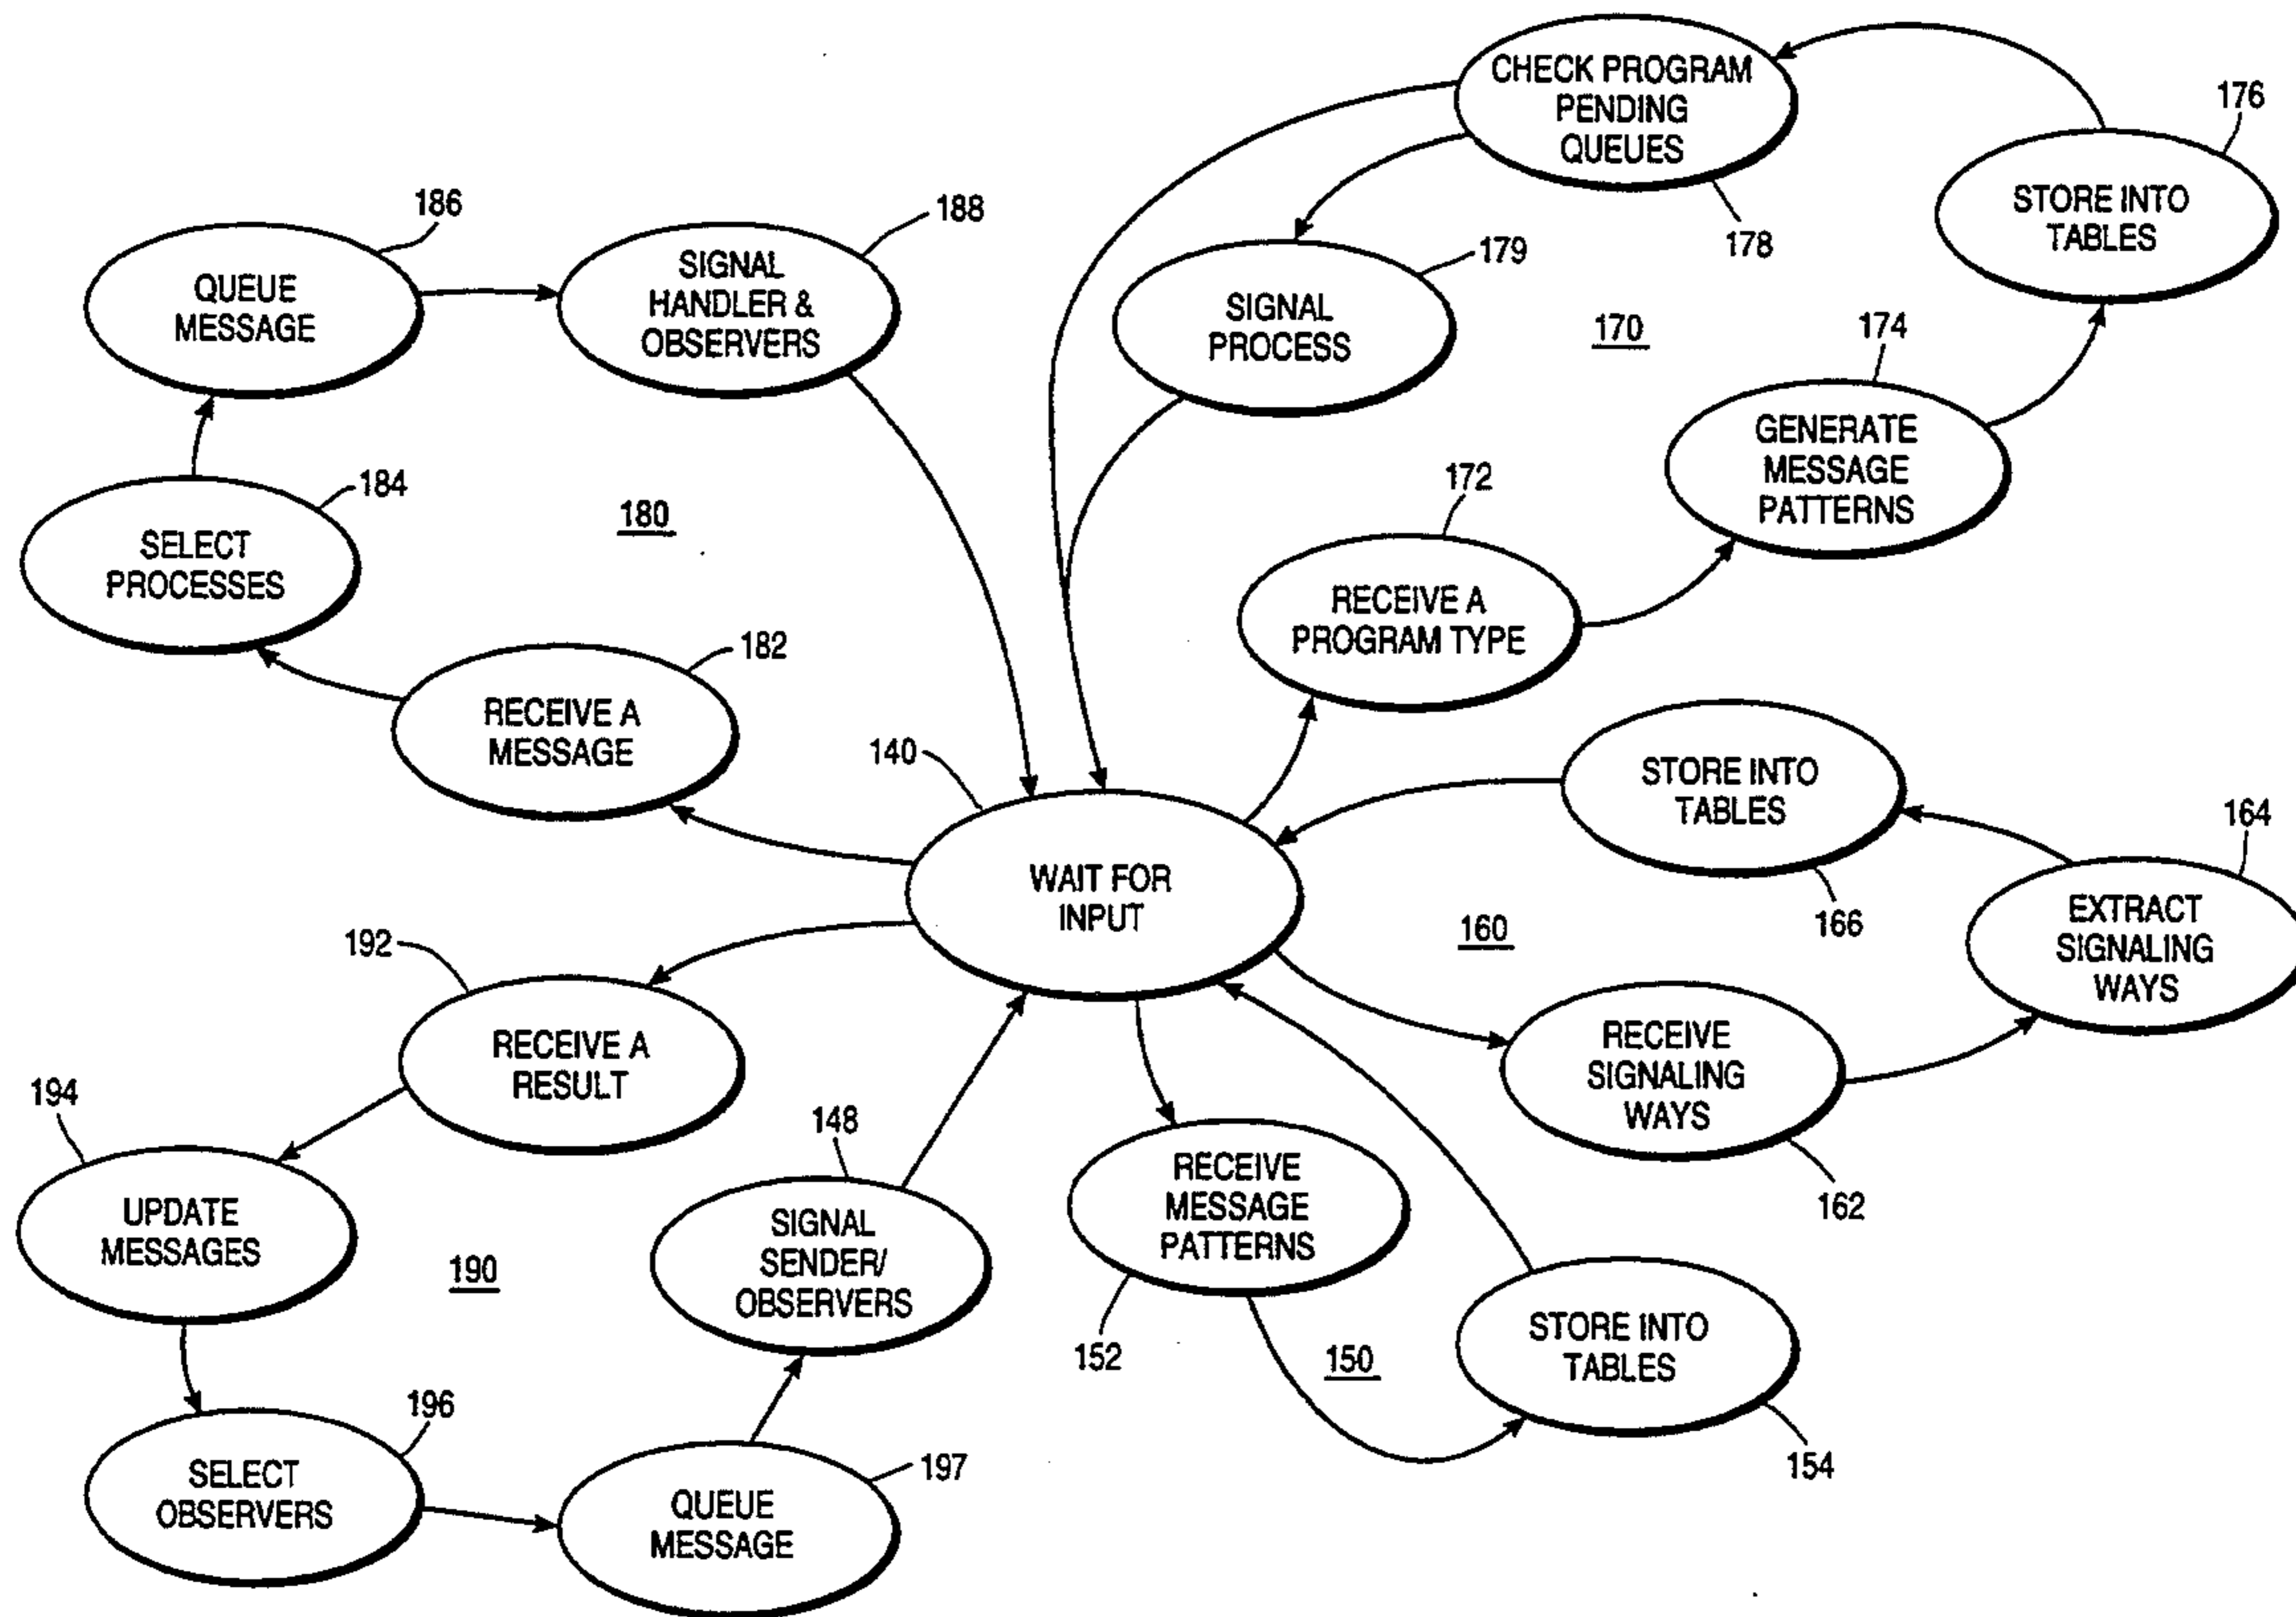 CHECK PROGRAM
PENDING
QUEUES
178
176
STORE INTO
TABLES
186
QUEUE
MESSAGE
188
SIGNAL
HANDLER &
OBSERVERS
179
SIGNAL
PROCESS
170
174
GENERATE
MESSAGE
PATTERNS
184
SELECT
PROCESSES
180
172
RECEIVE A
PROGRAM TYPE
182
RECEIVE A
MESSAGE
140
WAIT FOR
INPUT
STORE INTO
TABLES
166
164
EXTRACT
SIGNALING
WAYS
160
RECEIVE
SIGNALING
WAYS
162
192
RECEIVE A
RESULT
194
UPDATE
MESSAGES
190
148
SIGNAL
SENDER/
OBSERVERS
RECEIVE
MESSAGE
PATTERNS
152
150
STORE INTO
TABLES
154
196
SELECT
OBSERVERS
197
QUEUE
MESSAGE